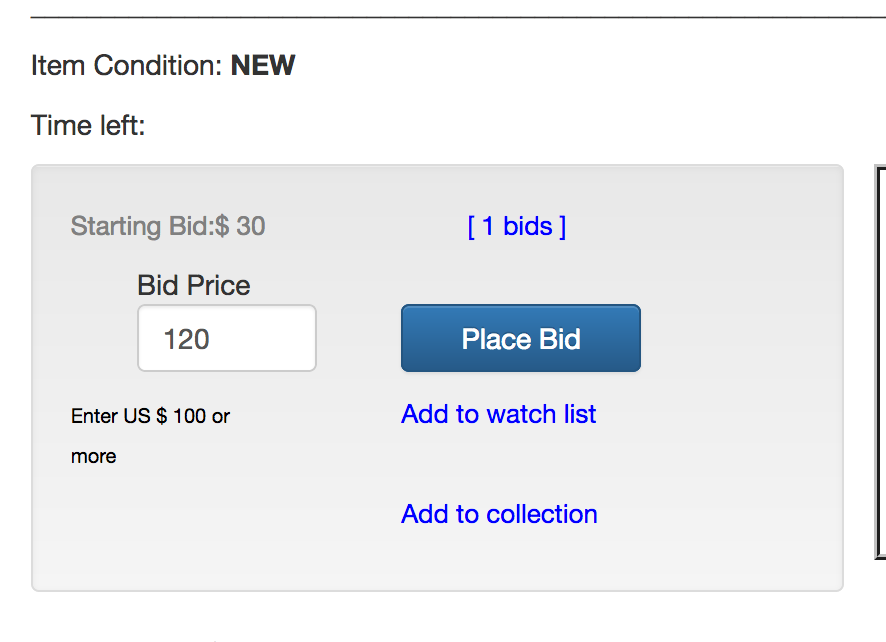 Item Condition: NEW
Time left:
Starting Bid:$ 30 [ 1 bids ]
Bid Price
120 Place Bid
Enter US $ 100 or Add to watch list
more
Add to collection